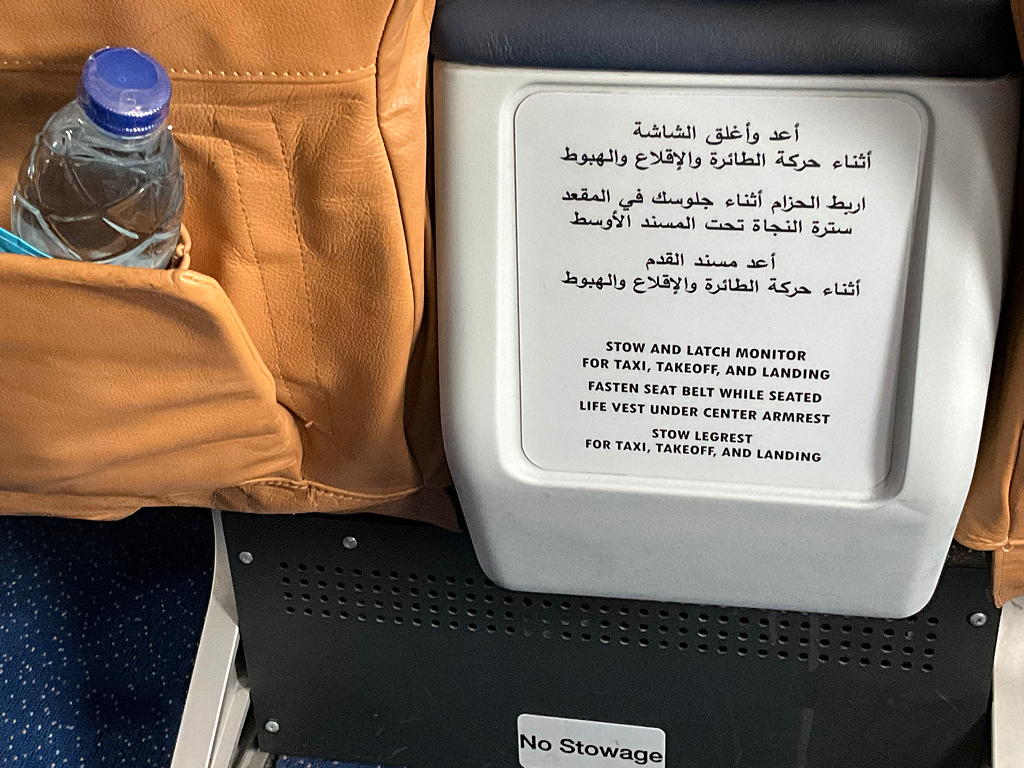 أعد وأغلق الشاشة
أثناء حركة الطائرة والإقلاع والهبوط
اربط الحزام أثناء جلوسك في المقعد
سترة النجاة تحت المسند الأوسط
أعد مسند القدم
أثناء حركة الطائرة والإقلاع والهبوط
STOW AND LATCH MONITOR
FOR TAXI, TAKEOFF, AND LANDING
FASTEN SEAT BELT WHILE SEATED
LIFE VEST UNDER CENTER ARMREST
STOW LEGREST
FOR TAXI, TAKEOFF, AND LANDING
No Stowage